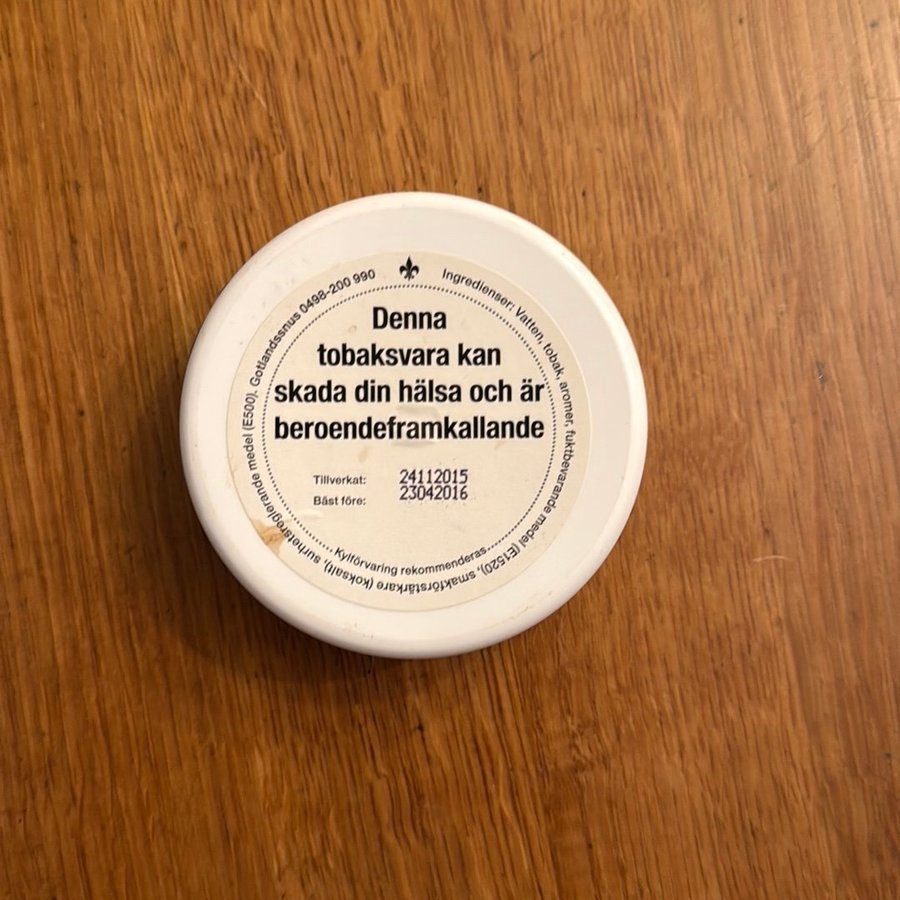 Denna
tobaksvara kan
skada din hälsa och är
beroendeframkallande
Tillverkat: 24112015
Bäst före: 23042016
Kylförvaring rekommenderas
Ingredienser: Vatten, tobak, aromer, fuktbevarande medel (E1520), smakförstärkare (koksalt), surhetsreglerande medel (E500). Gotlandssnus 0498-200 990